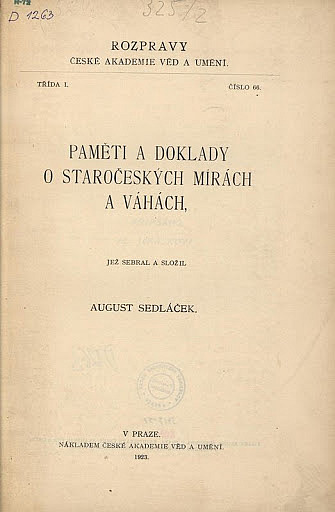 H-72
D 1263
325/2
ROZPRAVY
ČESKÉ AKADEMIE VĚD A UMĚNÍ.
TŘÍDA I. ČÍSLO 66.
PAMĚTI A DOKLADY
O STAROČESKÝCH MÍRÁCH
A VÁHÁCH,
JEŽ SEBRAL A SLOŽIL
AUGUST SEDLÁČEK.
V PRAZE.
NÁKLADEM ČESKÉ AKADEMIE VĚD A UMĚNÍ.
1923.